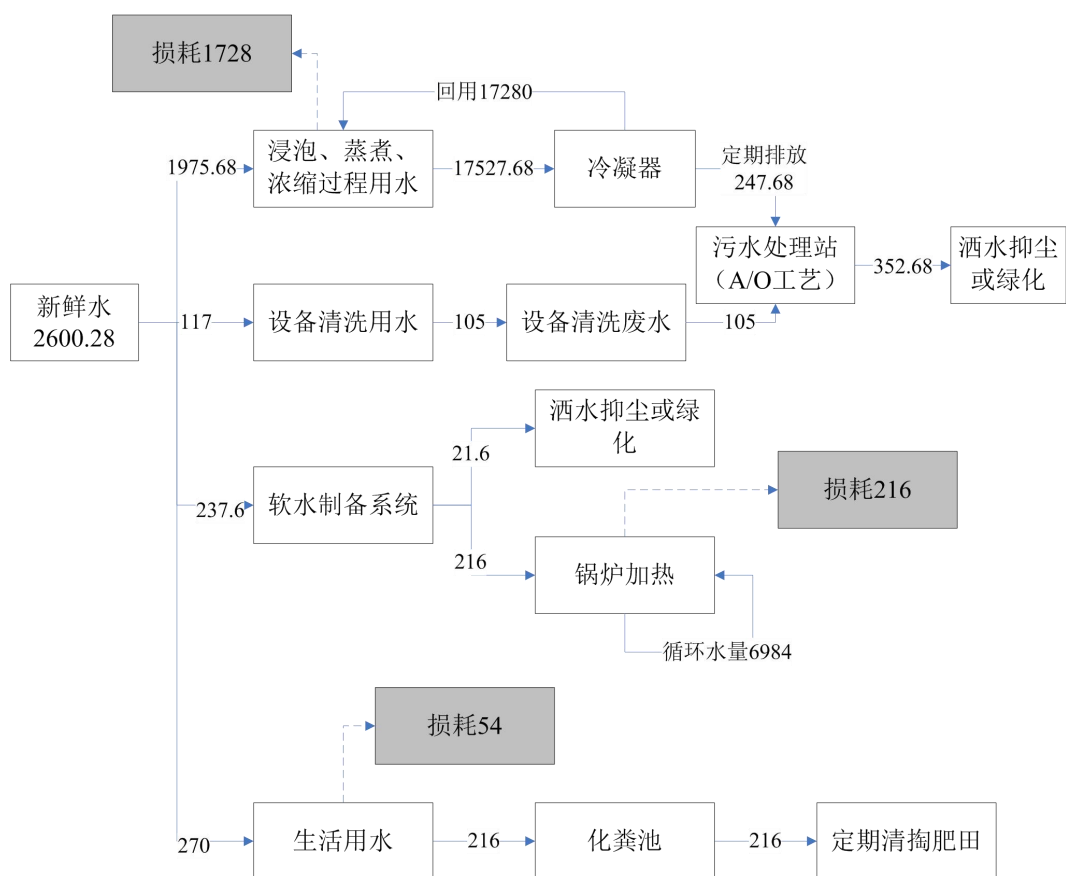 损耗1728
回用17280
1975.68
浸泡、蒸煮、
浓缩过程用水
17527.68
冷凝器
定期排放
247.68
污水处理站
（A/O工艺）
352.68
洒水抑尘
或绿化
新鲜水
2600.28
117
设备清洗用水
105
设备清洗废水
105
洒水抑尘或绿
化
21.6
237.6
软水制备系统
损耗216
216
锅炉加热
循环水量6984
损耗54
270
生活用水
216
化粪池
216
定期清掏肥田